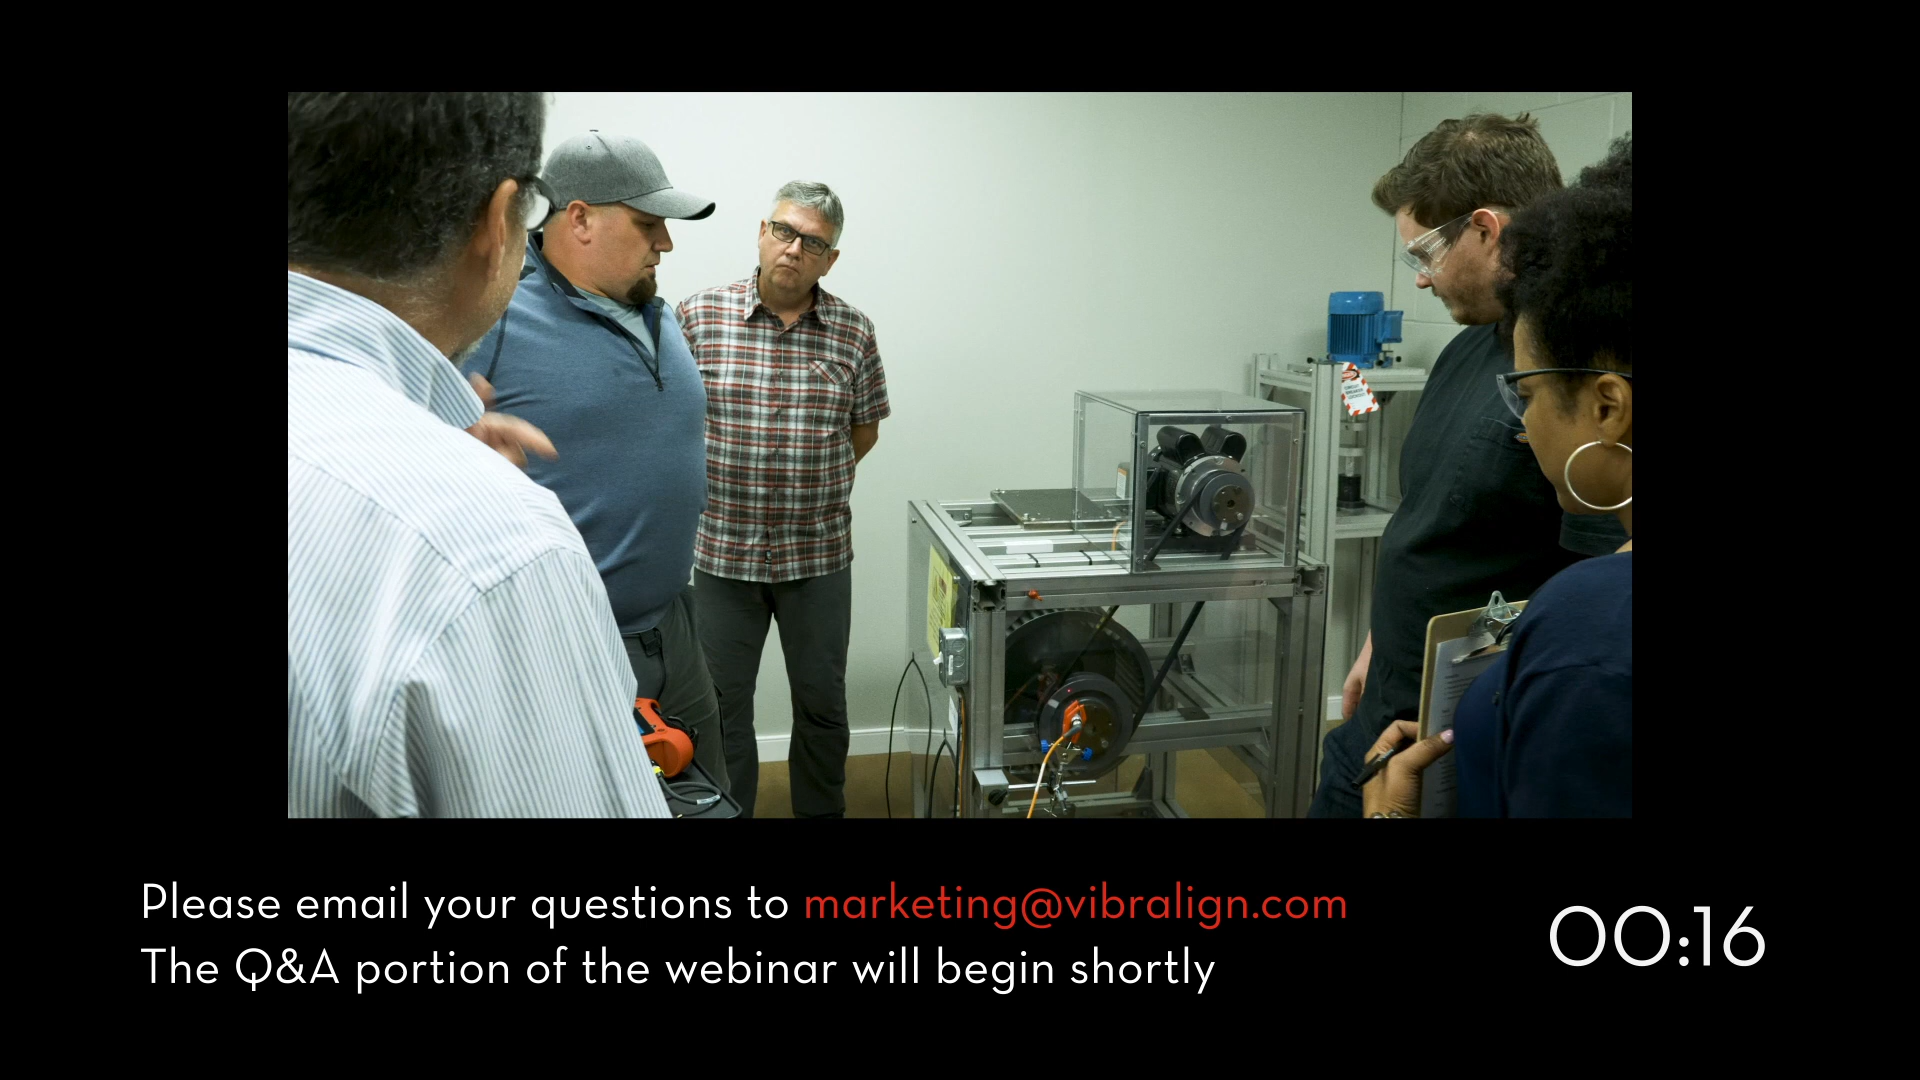 Please email your questions to marketing@vibralign.com
The Q&A portion of the webinar will begin shortly
00:16